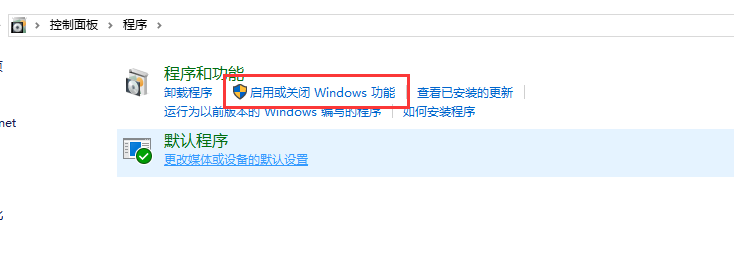 控制面板 > 程序 >
程序和功能
卸载程序 启用或关闭 Windows 功能 查看已安装的更新
运行为以前版本的 Windows 编写的程序 如何安装程序
net
默认程序
更改媒体或设备的默认设置